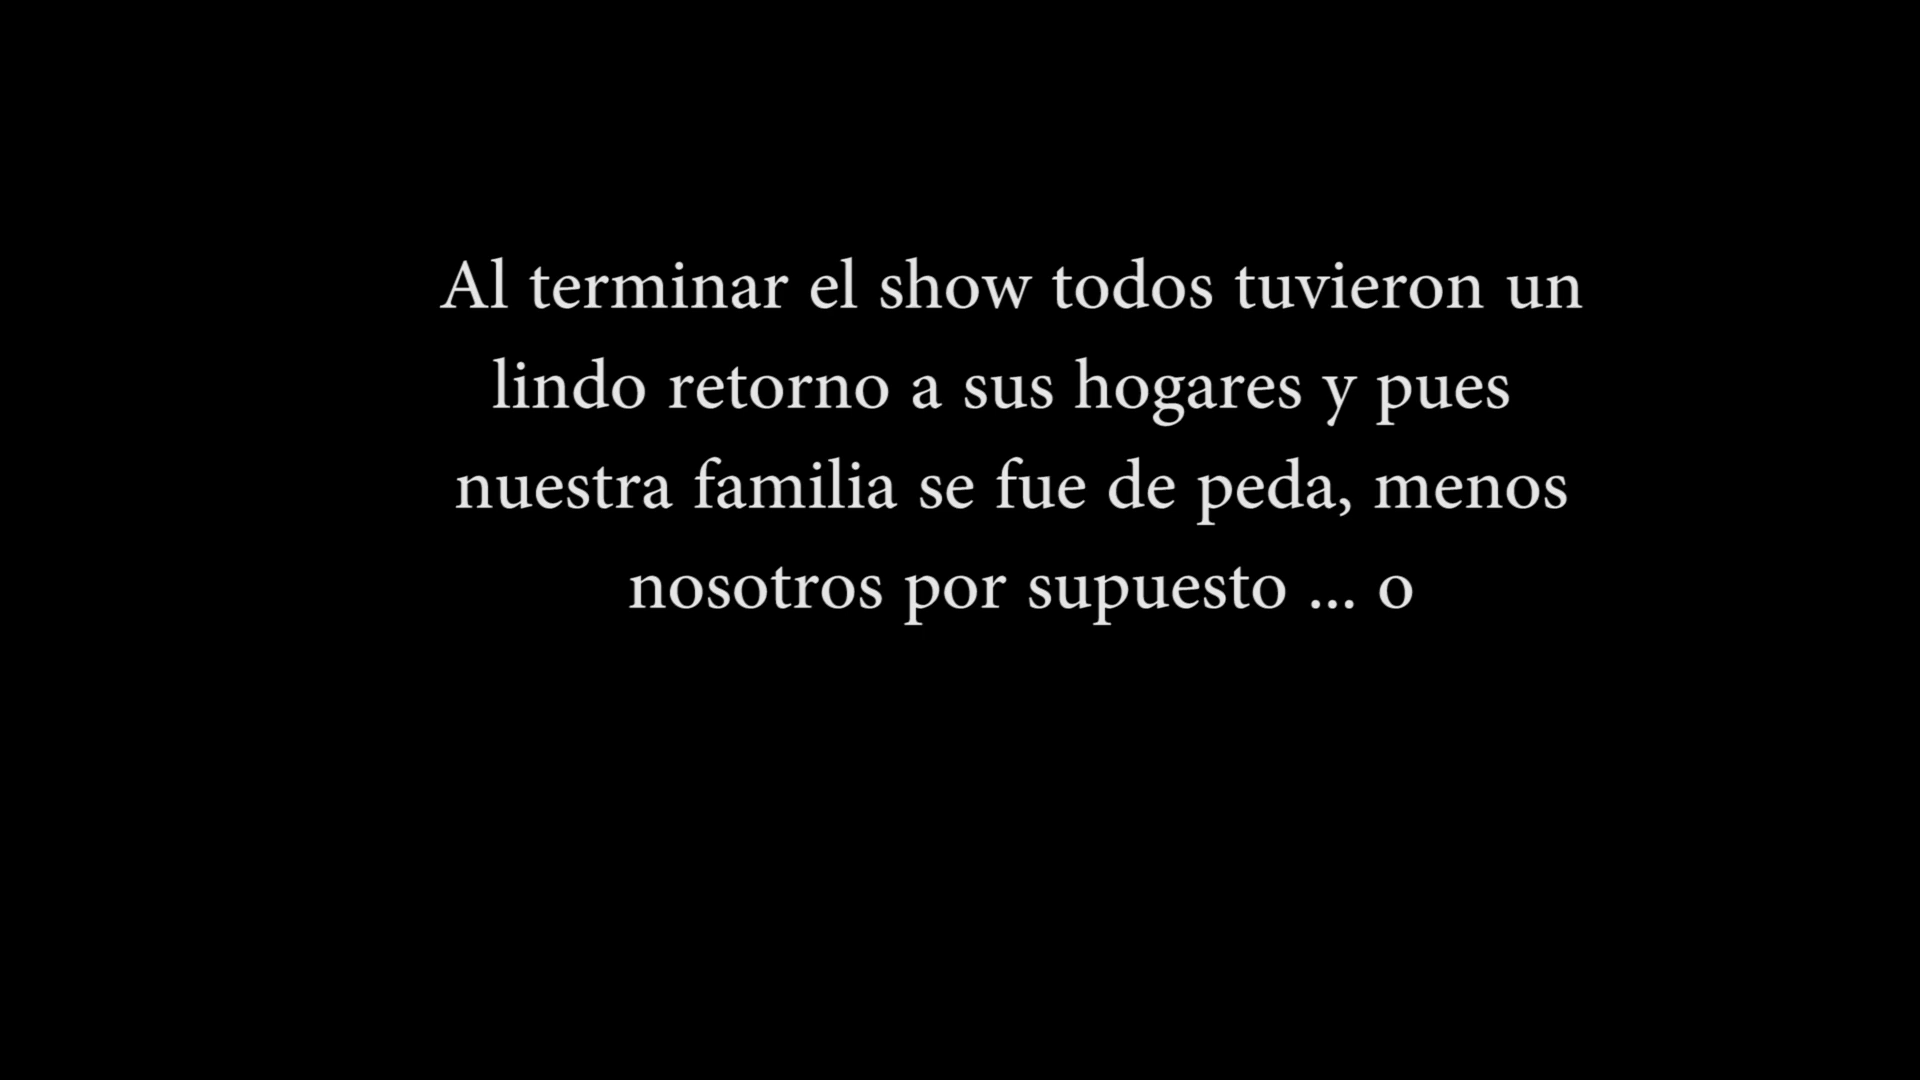 Al terminar el show todos tuvieron un
lindo retorno a sus hogares y pues
nuestra familia se fue de peda, menos
nosotros por supuesto ... o